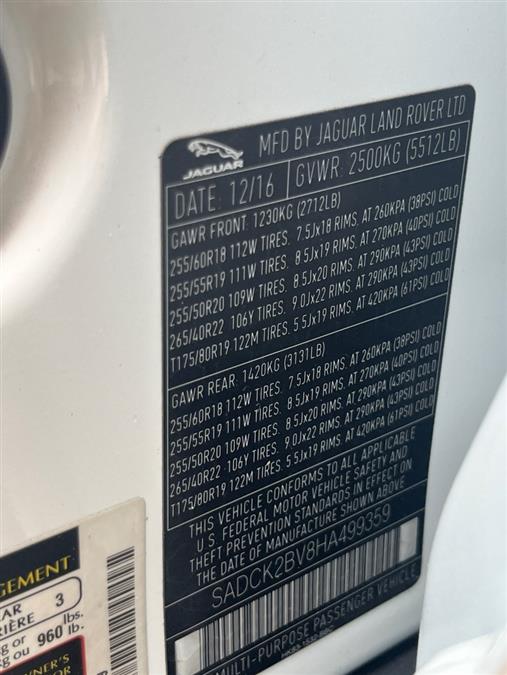 JAGUAR
MFD BY JAGUAR LAND ROVER LTD
DATE: 12/16
GVWR: 2500KG (5512LB)
GAWR FRONT: 1230KG (2712LB)
255/60R18 112W TIRES. 7.5Jx18 RIMS. AT 260KPA (38PSI) COLD
255/55R19 111W TIRES. 8.5Jx19 RIMS. AT 270KPA (40PSI) COLD
255/50R20 109W TIRES. 8.5Jx20 RIMS. AT 290KPA (43PSI) COLD
265/40R22 106Y TIRES. 9.0Jx22 RIMS. AT 290KPA (43PSI) COLD
T175/80R19 122M TIRES. 5.5Jx19 RIMS. AT 420KPA (61PSI) COLD
GAWR REAR: 1420KG (3131LB)
255/60R18 112W TIRES. 7.5Jx18 RIMS. AT 260KPA (38PSI) COLD
255/55R19 111W TIRES. 8.5Jx19 RIMS. AT 270KPA (40PSI) COLD
255/50R20 109W TIRES. 8.5Jx20 RIMS. AT 290KPA (43PSI) COLD
265/40R22 106Y TIRES. 9.0Jx22 RIMS. AT 290KPA (43PSI) COLD
T175/80R19 122M TIRES. 5.5Jx19 RIMS. AT 420KPA (61PSI) COLD
THIS VEHICLE CONFORMS TO ALL APPLICABLE
U.S. FEDERAL MOTOR VEHICLE SAFETY AND
THEFT PREVENTION STANDARDS IN EFFECT ON
THE DATE OF MANUFACTURE SHOWN ABOVE
SADCK2BV8HA499359
MULTI-PURPOSE PASSENGER VEHICLE
GEMENT
AR
IÈRE 3
kg or
kg ou 960 lbs.
lb.
WNER'S